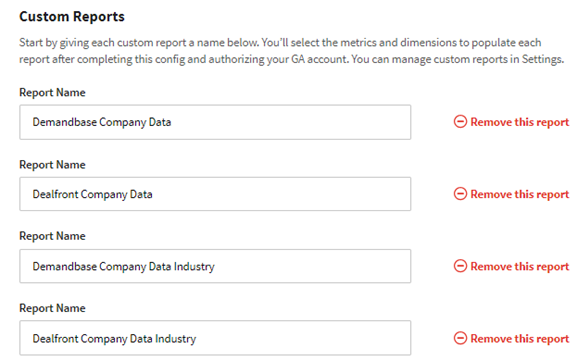 Custom Reports
Start by giving each custom report a name below. You'll select the metrics and dimensions to populate each
report after completing this config and authorizing your GA account. You can manage custom reports in Settings.
Report Name
Demandbase Company Data
Remove this report
Report Name
Dealfront Company Data
Remove this report
Report Name
Demandbase Company Data Industry
Remove this report
Report Name
Dealfront Company Data Industry
Remove this report